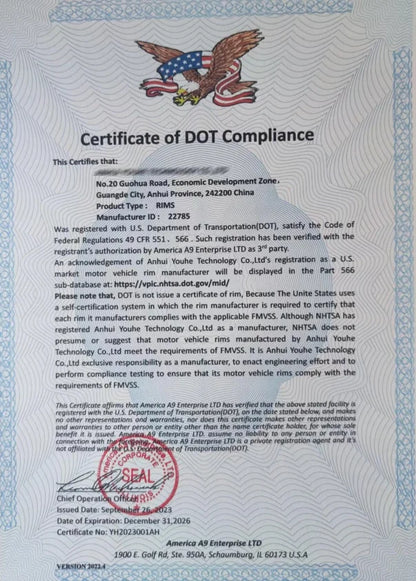 Certificate of DOT Compliance
This Certifies that:
No.20 Guohua Road, Economic Development Zone,
Guangde City, Anhui Province, 242200 China
Product Type : RIMS
Manufacturer ID : 22785
Was registered with U.S. Department of Transportation(DOT), satisfy the Code of
Federal Regulations 49 CFR 551 . 566 . Such registration has been verified with the
registrant's authorization by America A9 Enterprise LTD as 3rd party.
An acknowledgement of Anhui Youhe Technology Co.,Ltd's registration as a U.S.
market motor vehicle rim manufacturer will be displayed in the Part 566
sub-database at: https://vpic.nhtsa.dot.gov/mid/
Please note that, DOT is not issue a certificate of rim, Because The Unite States uses
a self-certification system in which the rim manufacturer is required to certify that
each rim it manufacturers complies with the applicable FMVSS. Although NHTSA has
registered Anhui Youhe Technology Co.,Ltd as a manufacturer, NHTSA does not
presume or suggest that motor vehicle rims manufactured by Anhui Youhe
Technology Co.,Ltd meet the requirements of FMVSS. It is Anhui Youhe Technology
Co.,Ltd exclusive responsibility as a manufacturer, to enact engineering effort and to
perform compliance testing to ensure that its motor vehicle rims comply with the
requirements of FMVSS.
This Certificate affirms that America A9 Enterprise LTD has certified that the above stated facility is
registered with the U.S. Department of Transportation(DOT), on the date stated below, and makes
no other representations and warranties, nor does this certificate makes other representations
and warranties to other person or entity other than the name certificate holder, for whose sole
benefit it is issued. America A9 Enterprise LTD. assume no liability to any person or entity in
connection with the foregoing. America A9 Enterprise LTD is a private registration agent and it's
not affiliated with the U.S. Department of Transportation(DOT).
CORPORATE
SEAL
ILLINOIS
Chief Operation Officer
Issued Date: September 26, 2023
Date of Expiration: December 31,2026
Certificate No: YH2023001AH
America A9 Enterprise LTD
1900 E. Golf Rd, Ste. 950A, Schaumburg, IL 60173 U.S.A
VERSION 2022.4